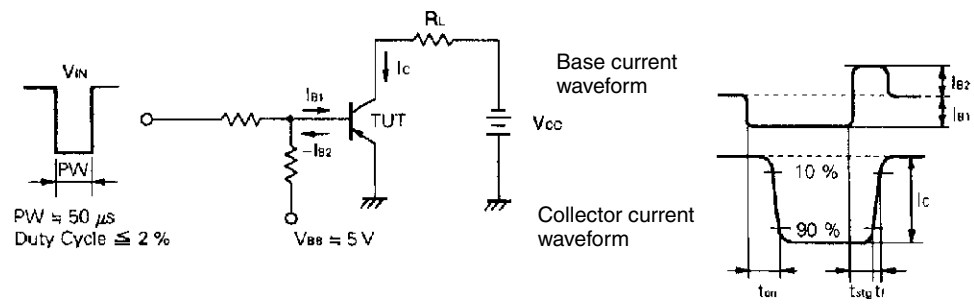 VIN
PW
PW ≒ 50 μs
Duty Cycle ≦ 2 %
IB1
−IB2
VBB ≒ 5 V
TUT
IC
RL
VCC
Base current
waveform
Collector current
waveform
IB2
IB1
10 %
90 %
IC
ton
tstg tf